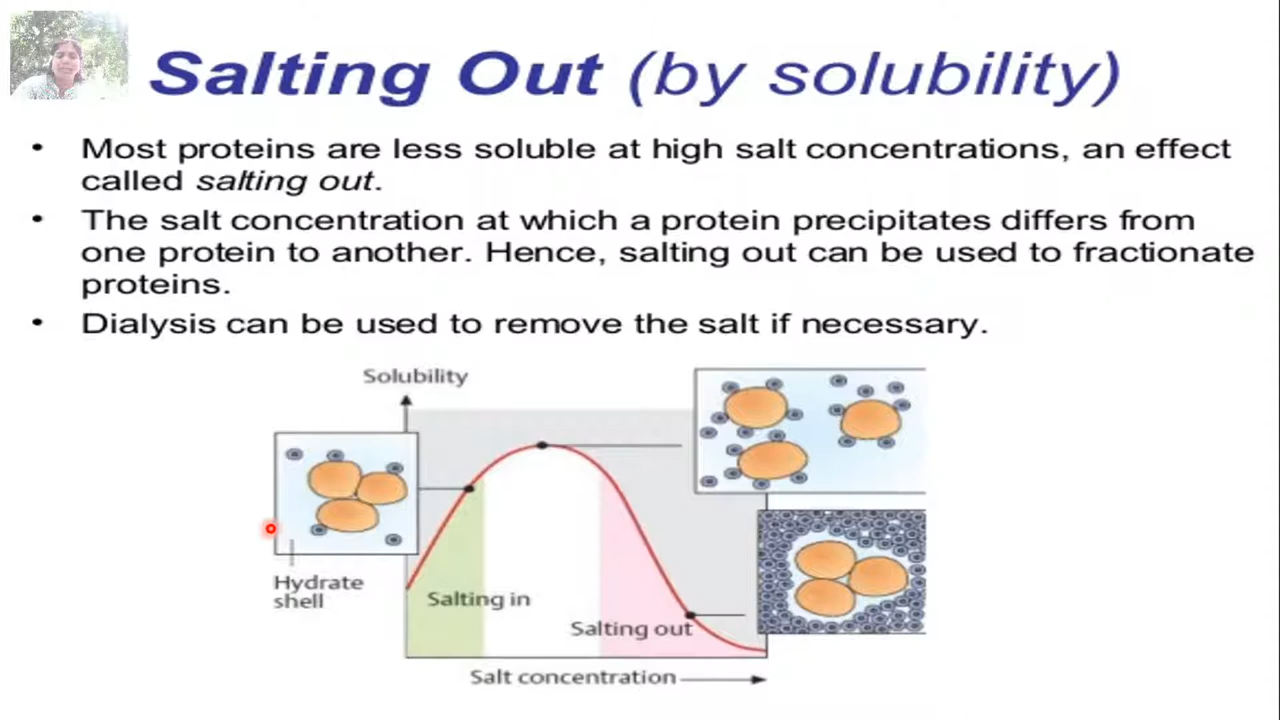 Salting Out (by solubility)
• Most proteins are less soluble at high salt concentrations, an effect
called salting out.
• The salt concentration at which a protein precipitates differs from
one protein to another. Hence, salting out can be used to fractionate
proteins.
• Dialysis can be used to remove the salt if necessary.
Solubility
Hydrate
shell
Salting in
Salting out
Salt concentration